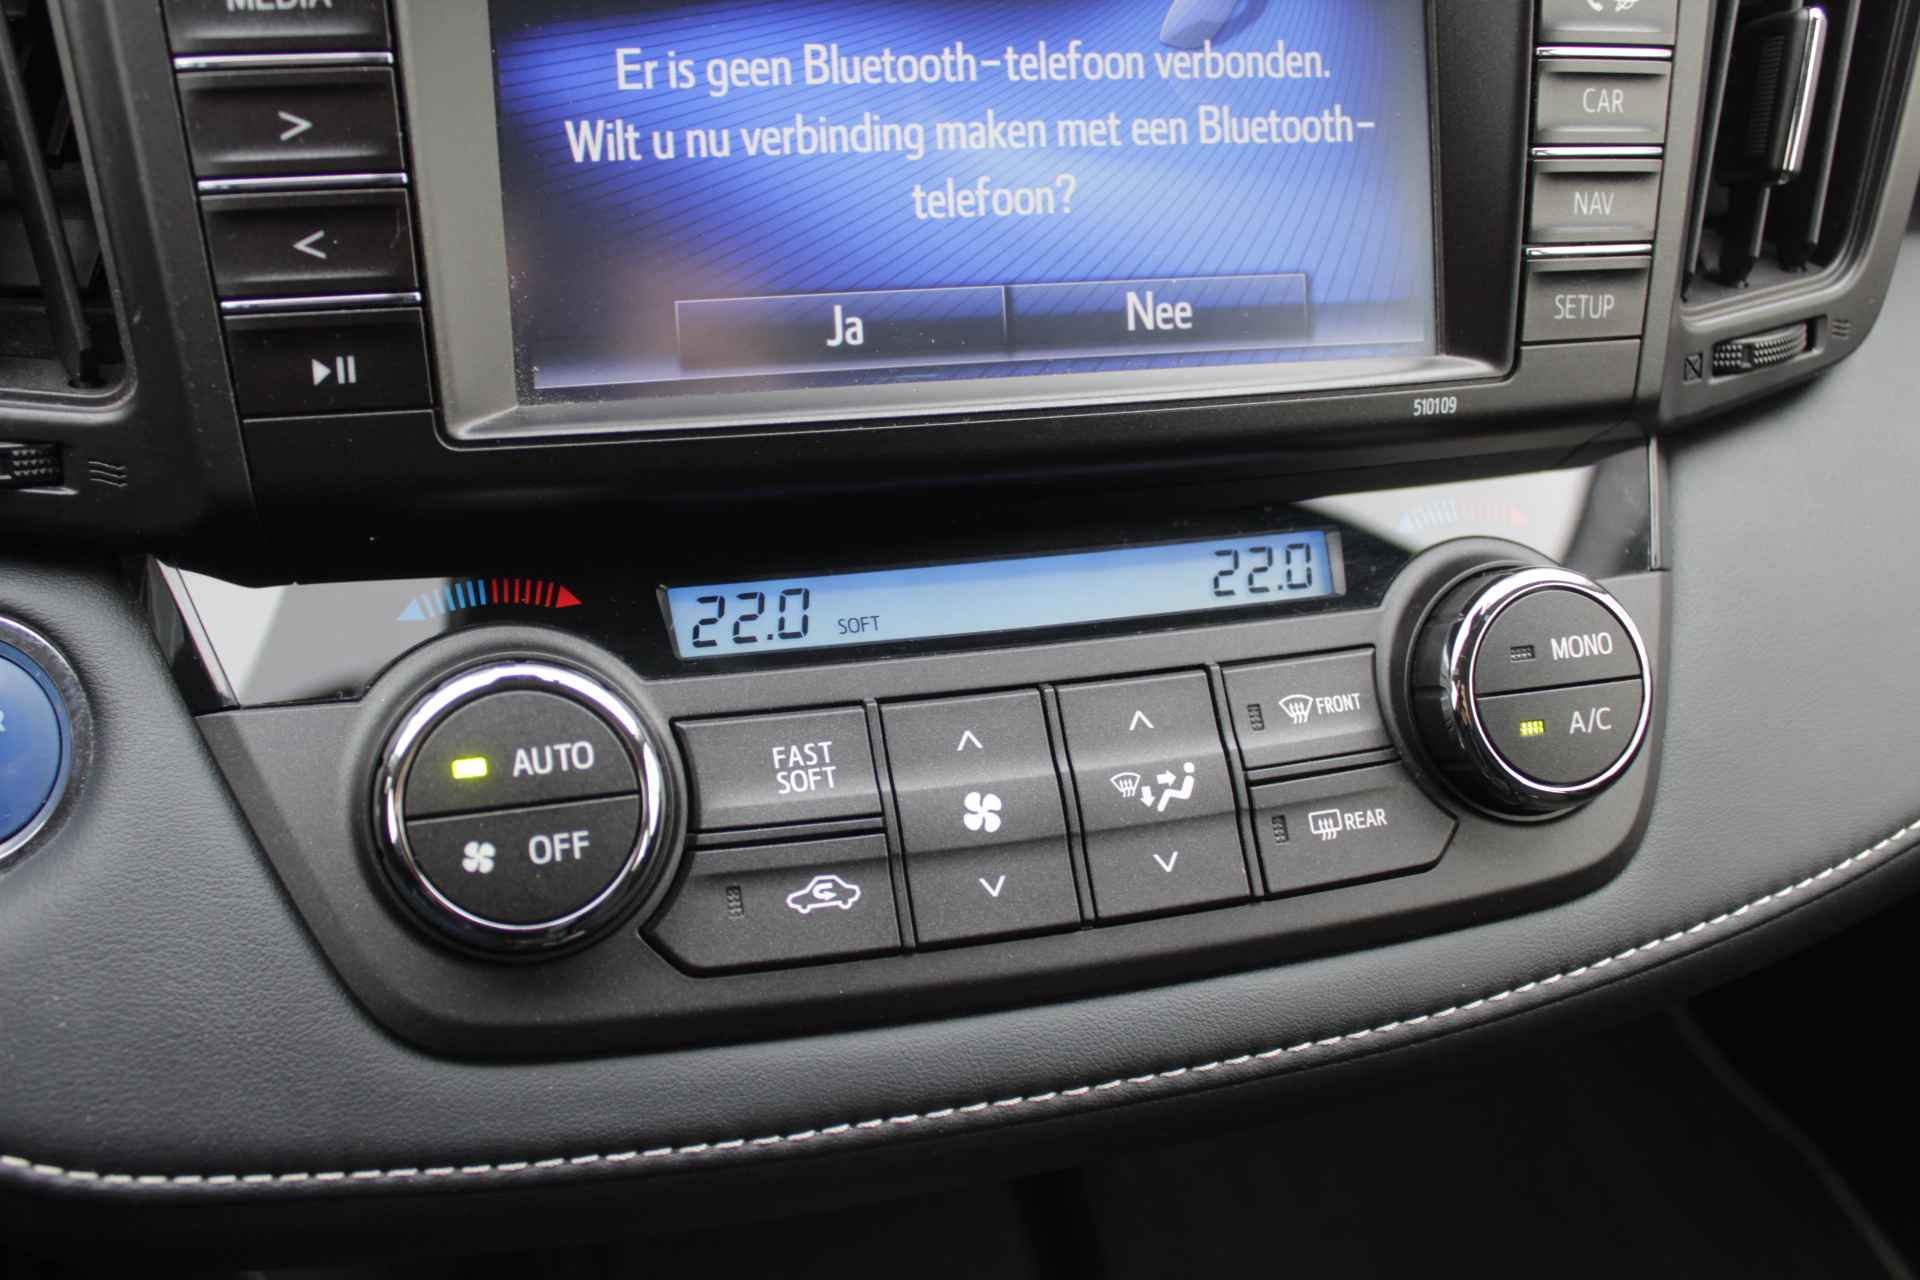 MEDIA
>
<
Er is geen Bluetooth-telefoon verbonden.
Wilt u nu verbinding maken met een Bluetooth-
telefoon?
Ja
Nee
CAR
NAV
SETUP
510109
22.0
SOFT
22.0
AUTO
OFF
FAST
SOFT
FRONT
REAR
MONO
A/C